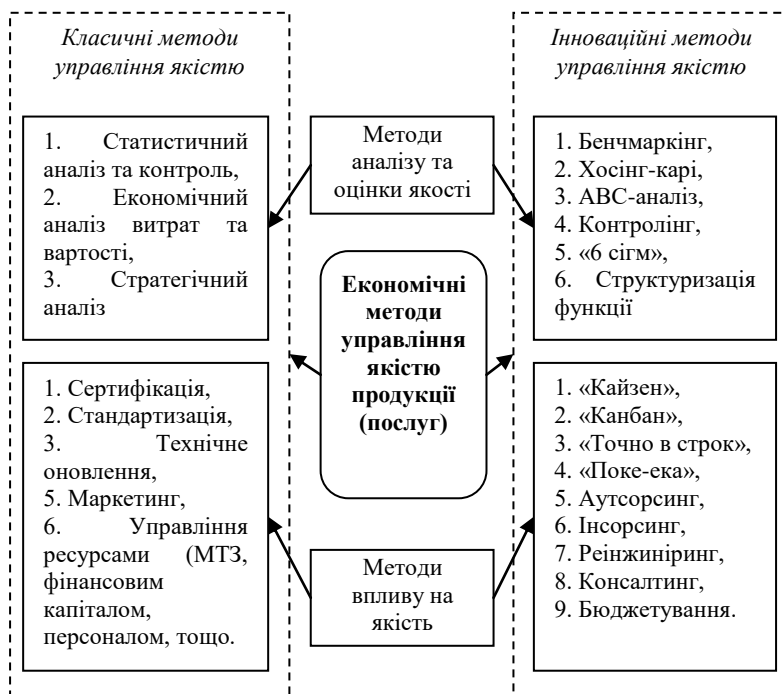 Класичні методи
управління якістю
1. Статистичний
аналіз та контроль,
2. Економічний
аналіз витрат та
вартості,
3. Стратегічний
аналіз
1. Сертифікація,
2. Стандартизація,
3. Технічне
оновлення,
5. Маркетинг,
6. Управління
ресурсами (МТЗ,
фінансовим
капіталом,
персоналом, тощо.
Методи
аналізу та
оцінки якості
Економічні
методи
управління
якістю
продукції
(послуг)
Методи
впливу на
якість
Інноваційні методи
управління якістю
1. Бенчмаркінг,
2. Хосінг-карі,
3. АВС-аналіз,
4. Контролінг,
5. «6 сігм»,
6. Структуризація
функції
1. «Кайзен»,
2. «Канбан»,
3. «Точно в строк»,
4. «Поке-ека»,
5. Аутсорсинг,
6. Інсорсинг,
7. Реінжиніринг,
8. Консалтинг,
9. Бюджетування.